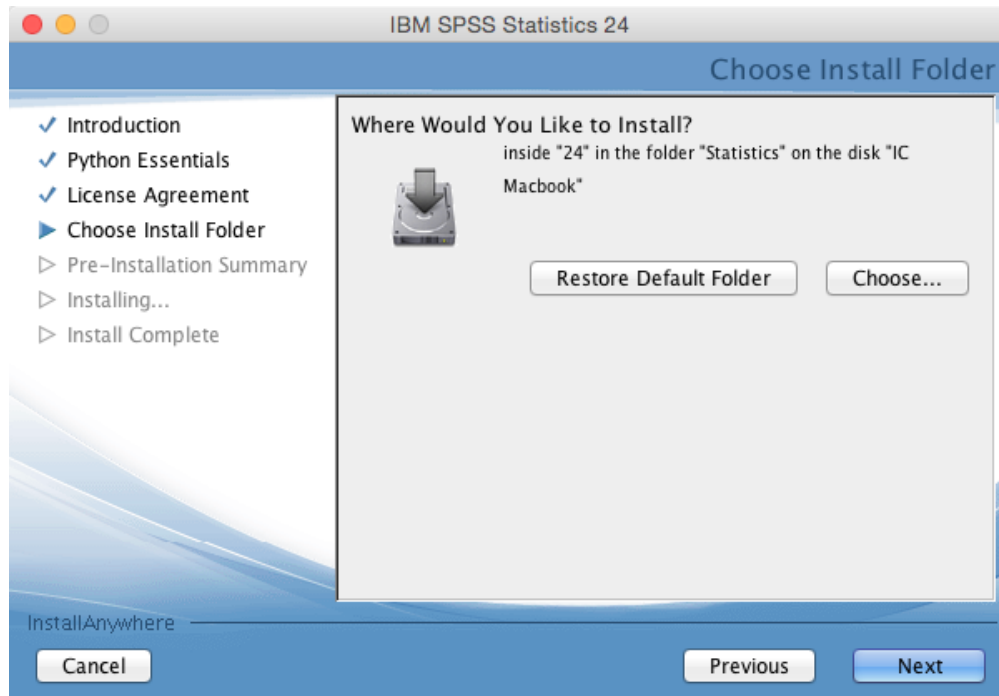 IBM SPSS Statistics 24
Choose Install Folder
Introduction
Python Essentials
License Agreement
Choose Install Folder
Pre-Installation Summary
Installing...
Install Complete
Where Would You Like to Install?
inside "24" in the folder "Statistics" on the disk "IC
Macbook"
Restore Default Folder
Choose...
InstallAnywhere
Cancel
Previous
Next